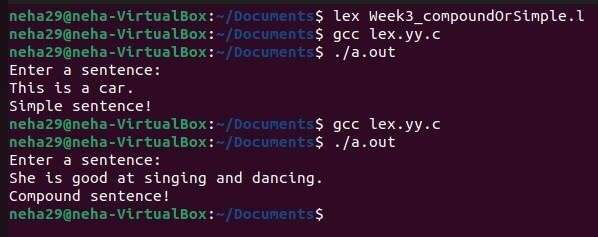 neha29@neha-VirtualBox:~/Documents$ lex Week3_compoundOrSimple.l
neha29@neha-VirtualBox:~/Documents$ gcc lex.yy.c
neha29@neha-VirtualBox:~/Documents$ ./a.out
Enter a sentence:
This is a car.
Simple sentence!
neha29@neha-VirtualBox:~/Documents$ gcc lex.yy.c
neha29@neha-VirtualBox:~/Documents$ ./a.out
Enter a sentence:
She is good at singing and dancing.
Compound sentence!
neha29@neha-VirtualBox:~/Documents$